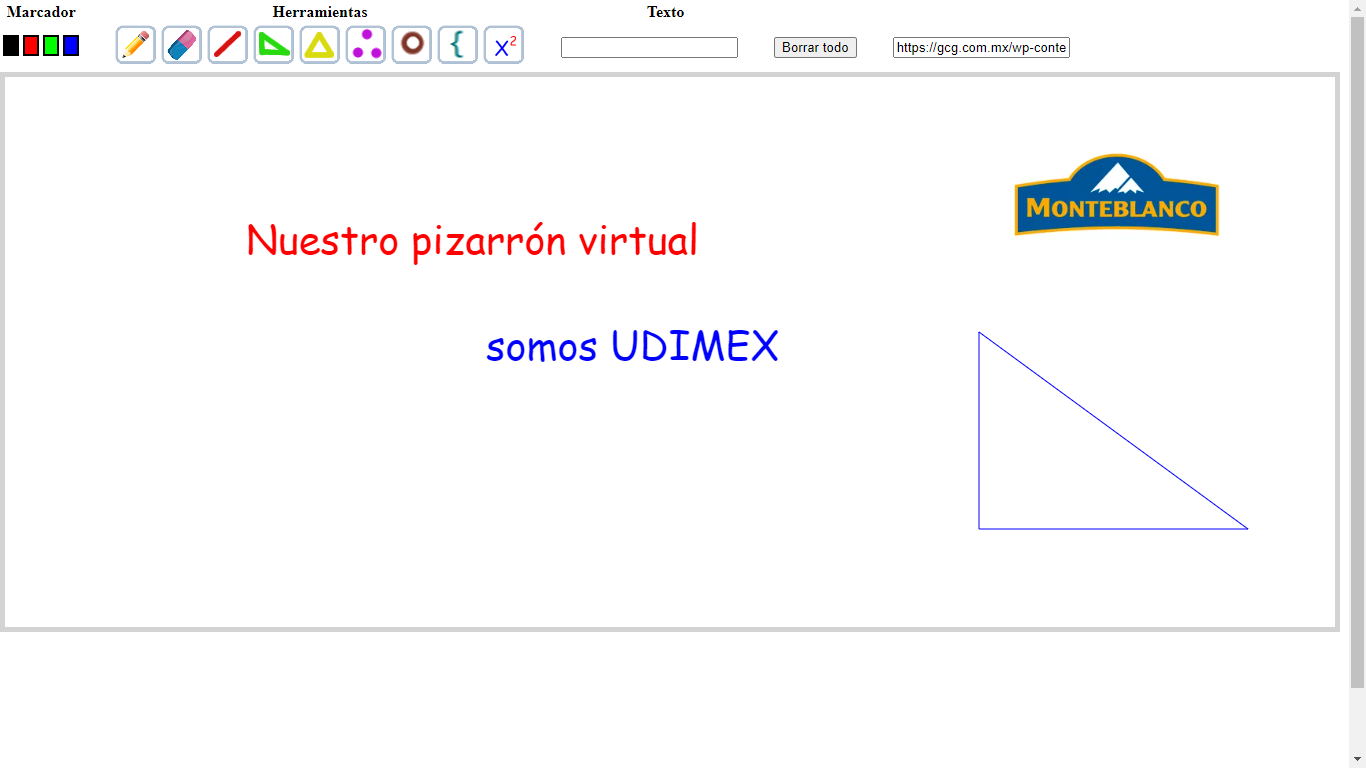 Marcador Herramientas Texto
x²
Borrar todo
https://gcg.com.mx/wp-conte
MONTEBLANCO
Nuestro pizarrón virtual
somos UDIMEX